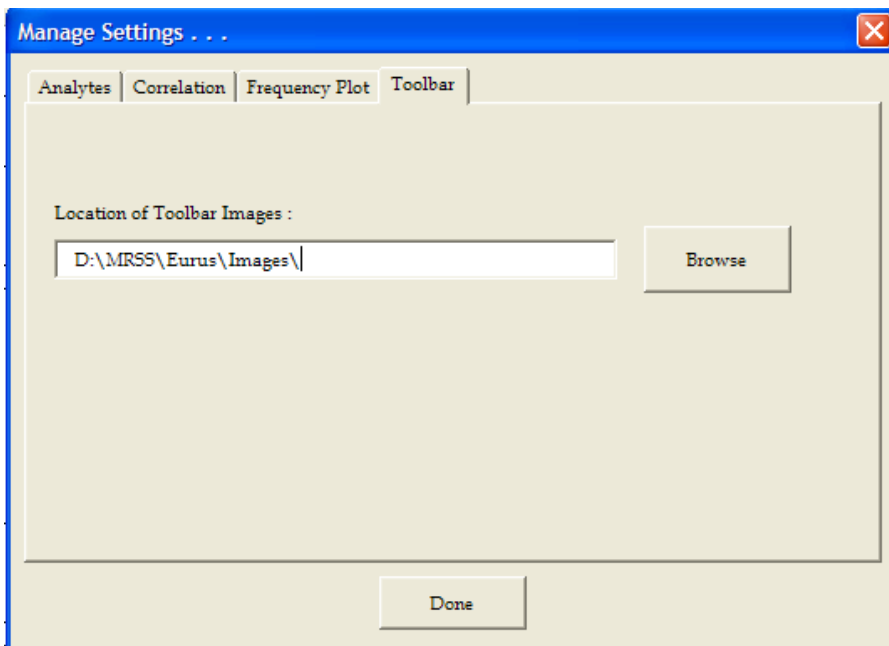 Manage Settings . . .
Analytes Correlation Frequency Plot Toolbar
Location of Toolbar Images :
D:\MRSS\Eurus\Images\
Browse
Done